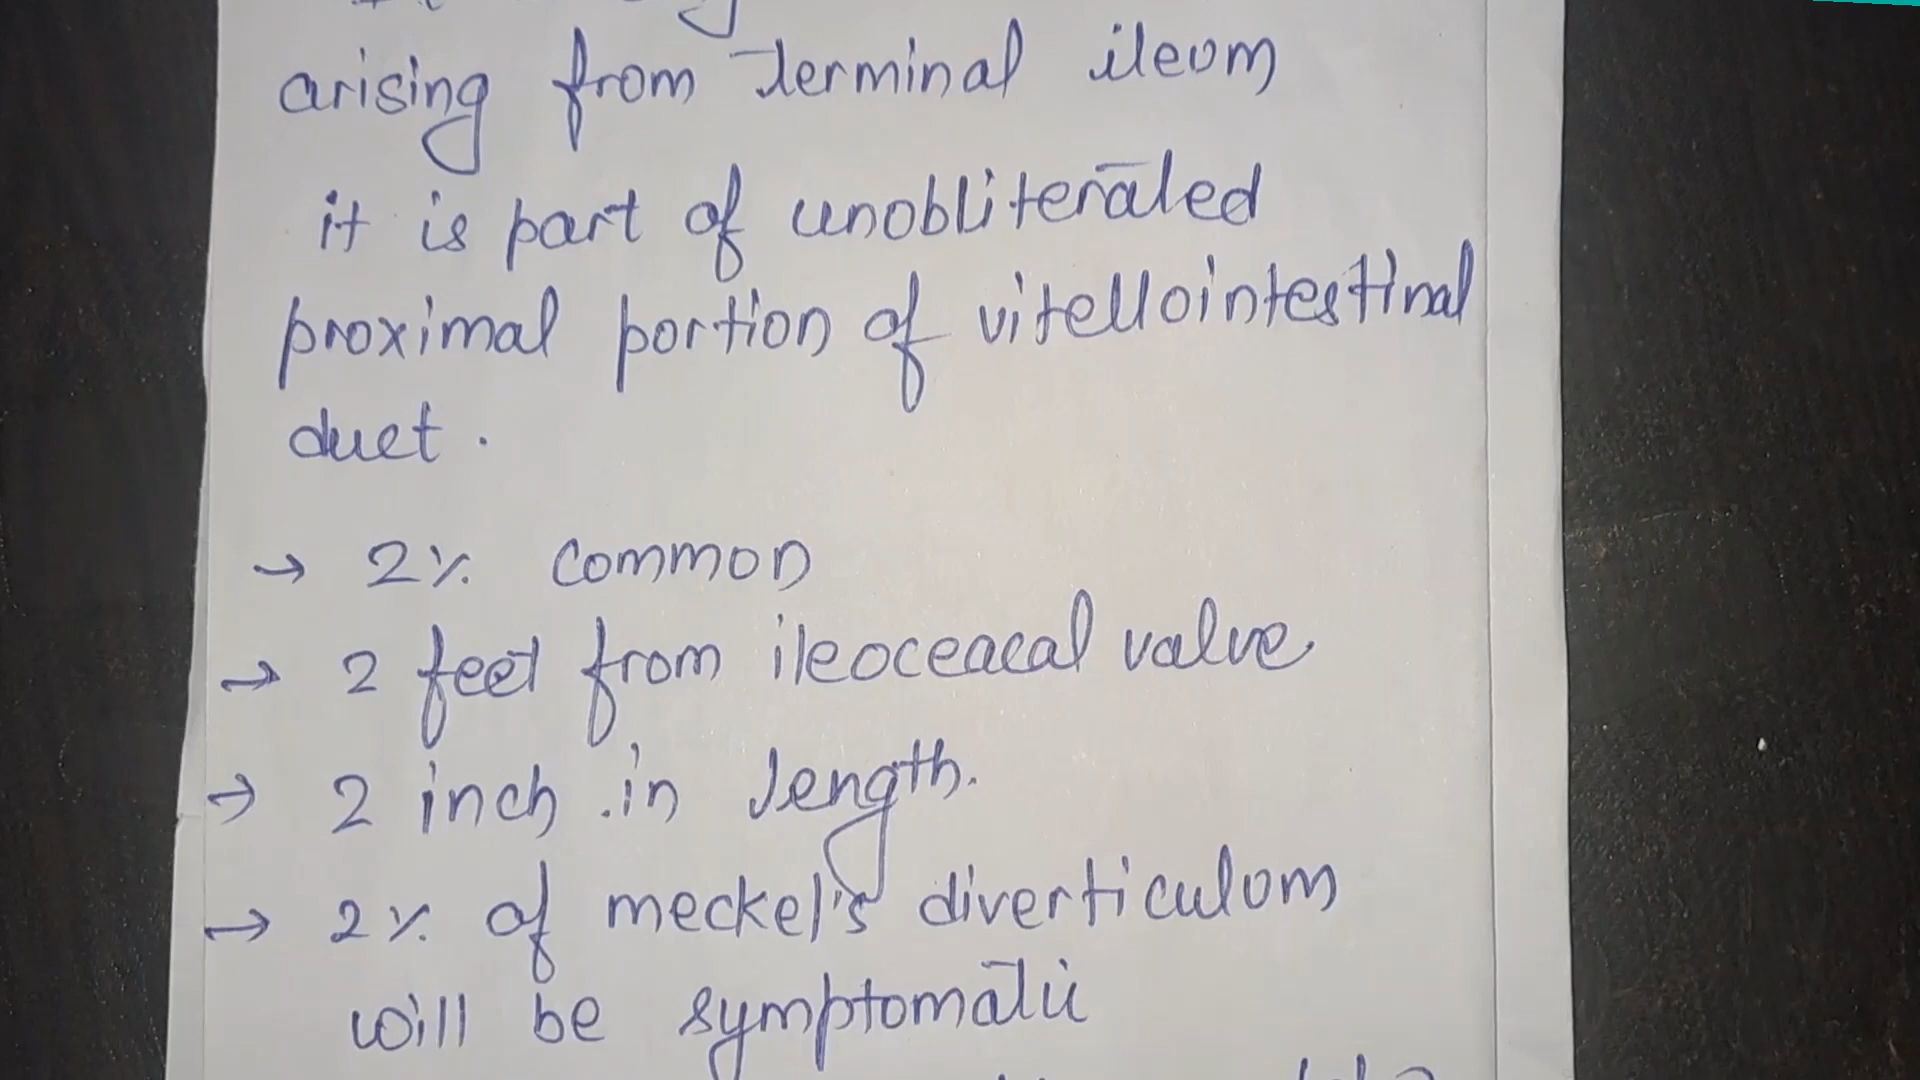 arising from Terminal ileum
it is part of unobliterated
proximal portion of vitellointestinal
duct.
→ 2% common
→ 2 feet from ileoceacal valve
→ 2 inch in length.
→ 2% of meckel's diverticulum
will be symptomatic